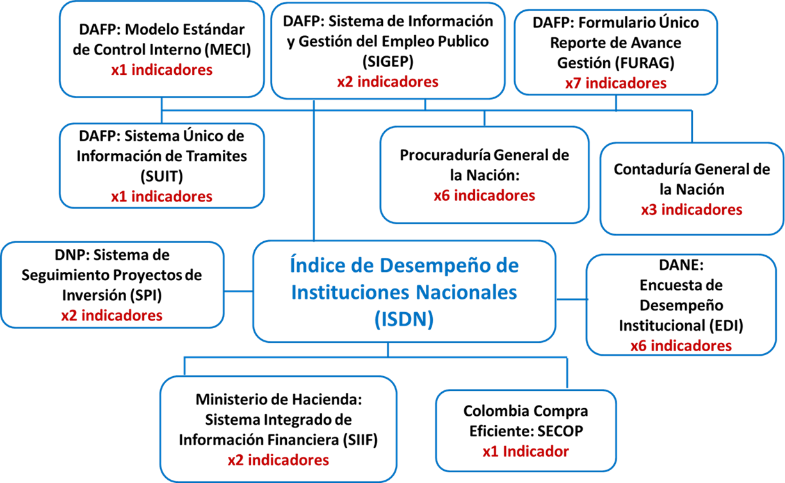 DAFP: Modelo Estándar
de Control Interno (MECI)
x1 indicadores
DAFP: Sistema de Información
y Gestión del Empleo Publico
(SIGEP)
x2 indicadores
DAFP: Formulario Único
Reporte de Avance
Gestión (FURAG)
x7 indicadores
DAFP: Sistema Único de
Información de Tramites
(SUIT)
x1 indicadores
Procuraduría General de
la Nación:
x6 indicadores
Contaduría General de
la Nación
x3 indicadores
DNP: Sistema de
Seguimiento Proyectos de
Inversión (SPI)
x2 indicadores
Índice de Desempeño de
Instituciones Nacionales
(ISDN)
DANE:
Encuesta de
Desempeño
Institucional (EDI)
x6 indicadores
Ministerio de Hacienda:
Sistema Integrado de
Información Financiera (SIIF)
x2 indicadores
Colombia Compra
Eficiente: SECOP
x1 Indicador